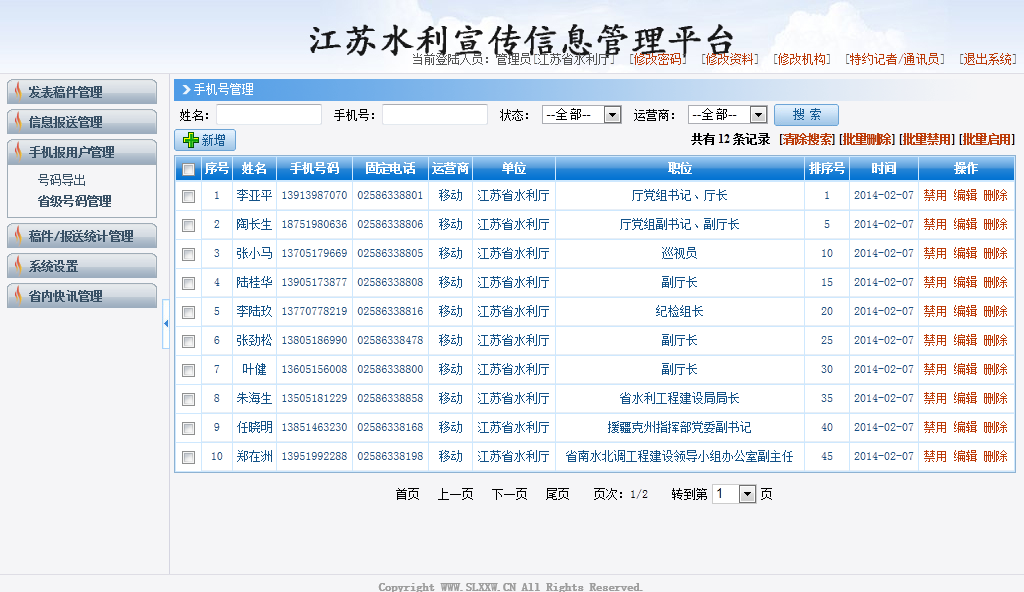 江苏水利宣传信息管理平台
当前登陆人员：管理员[江苏省水利厅] [修改密码] [修改资料] [修改机构] [特约记者/通讯员] [退出系统]
发表稿件管理
信息报送管理
手机报用户管理
号码导出
省级号码管理
稿件/报送统计管理
系统设置
省内快讯管理
手机号管理
姓名： 手机号： 状态： --全部-- 运营商： --全部-- 搜 索
新增 共有 12 条记录 [清除搜索] [批量删除] [批量禁用] [批量启用]
序号 姓名 手机号码 固定电话 运营商 单位 职位 排序号 时间 操作
1 李亚平 13913987070 02586338801 移动 江苏省水利厅 厅党组书记、厅长 1 2014-02-07 禁用 编辑 删除
2 陶长生 18751980636 02586338806 移动 江苏省水利厅 厅党组副书记、副厅长 5 2014-02-07 禁用 编辑 删除
3 张小马 13705179669 02586338805 移动 江苏省水利厅 巡视员 10 2014-02-07 禁用 编辑 删除
4 陆桂华 13905173877 02586338808 移动 江苏省水利厅 副厅长 15 2014-02-07 禁用 编辑 删除
5 李陆玖 13770778219 02586338816 移动 江苏省水利厅 纪检组长 20 2014-02-07 禁用 编辑 删除
6 张劲松 13805186990 02586338478 移动 江苏省水利厅 副厅长 25 2014-02-07 禁用 编辑 删除
7 叶健 13605156008 02586338800 移动 江苏省水利厅 副厅长 30 2014-02-07 禁用 编辑 删除
8 朱海生 13505181229 02586338858 移动 江苏省水利厅 省水利工程建设局局长 35 2014-02-07 禁用 编辑 删除
9 任晓明 13851463230 02586338168 移动 江苏省水利厅 援疆克州指挥部党委副书记 40 2014-02-07 禁用 编辑 删除
10 郑在洲 13951992288 02586338198 移动 江苏省水利厅 省南水北调工程建设领导小组办公室副主任 45 2014-02-07 禁用 编辑 删除
首页 上一页 下一页 尾页 页次：1/2 转到第 1 页
Copyright WWW.SLXXW.CN All Rights Reserved.